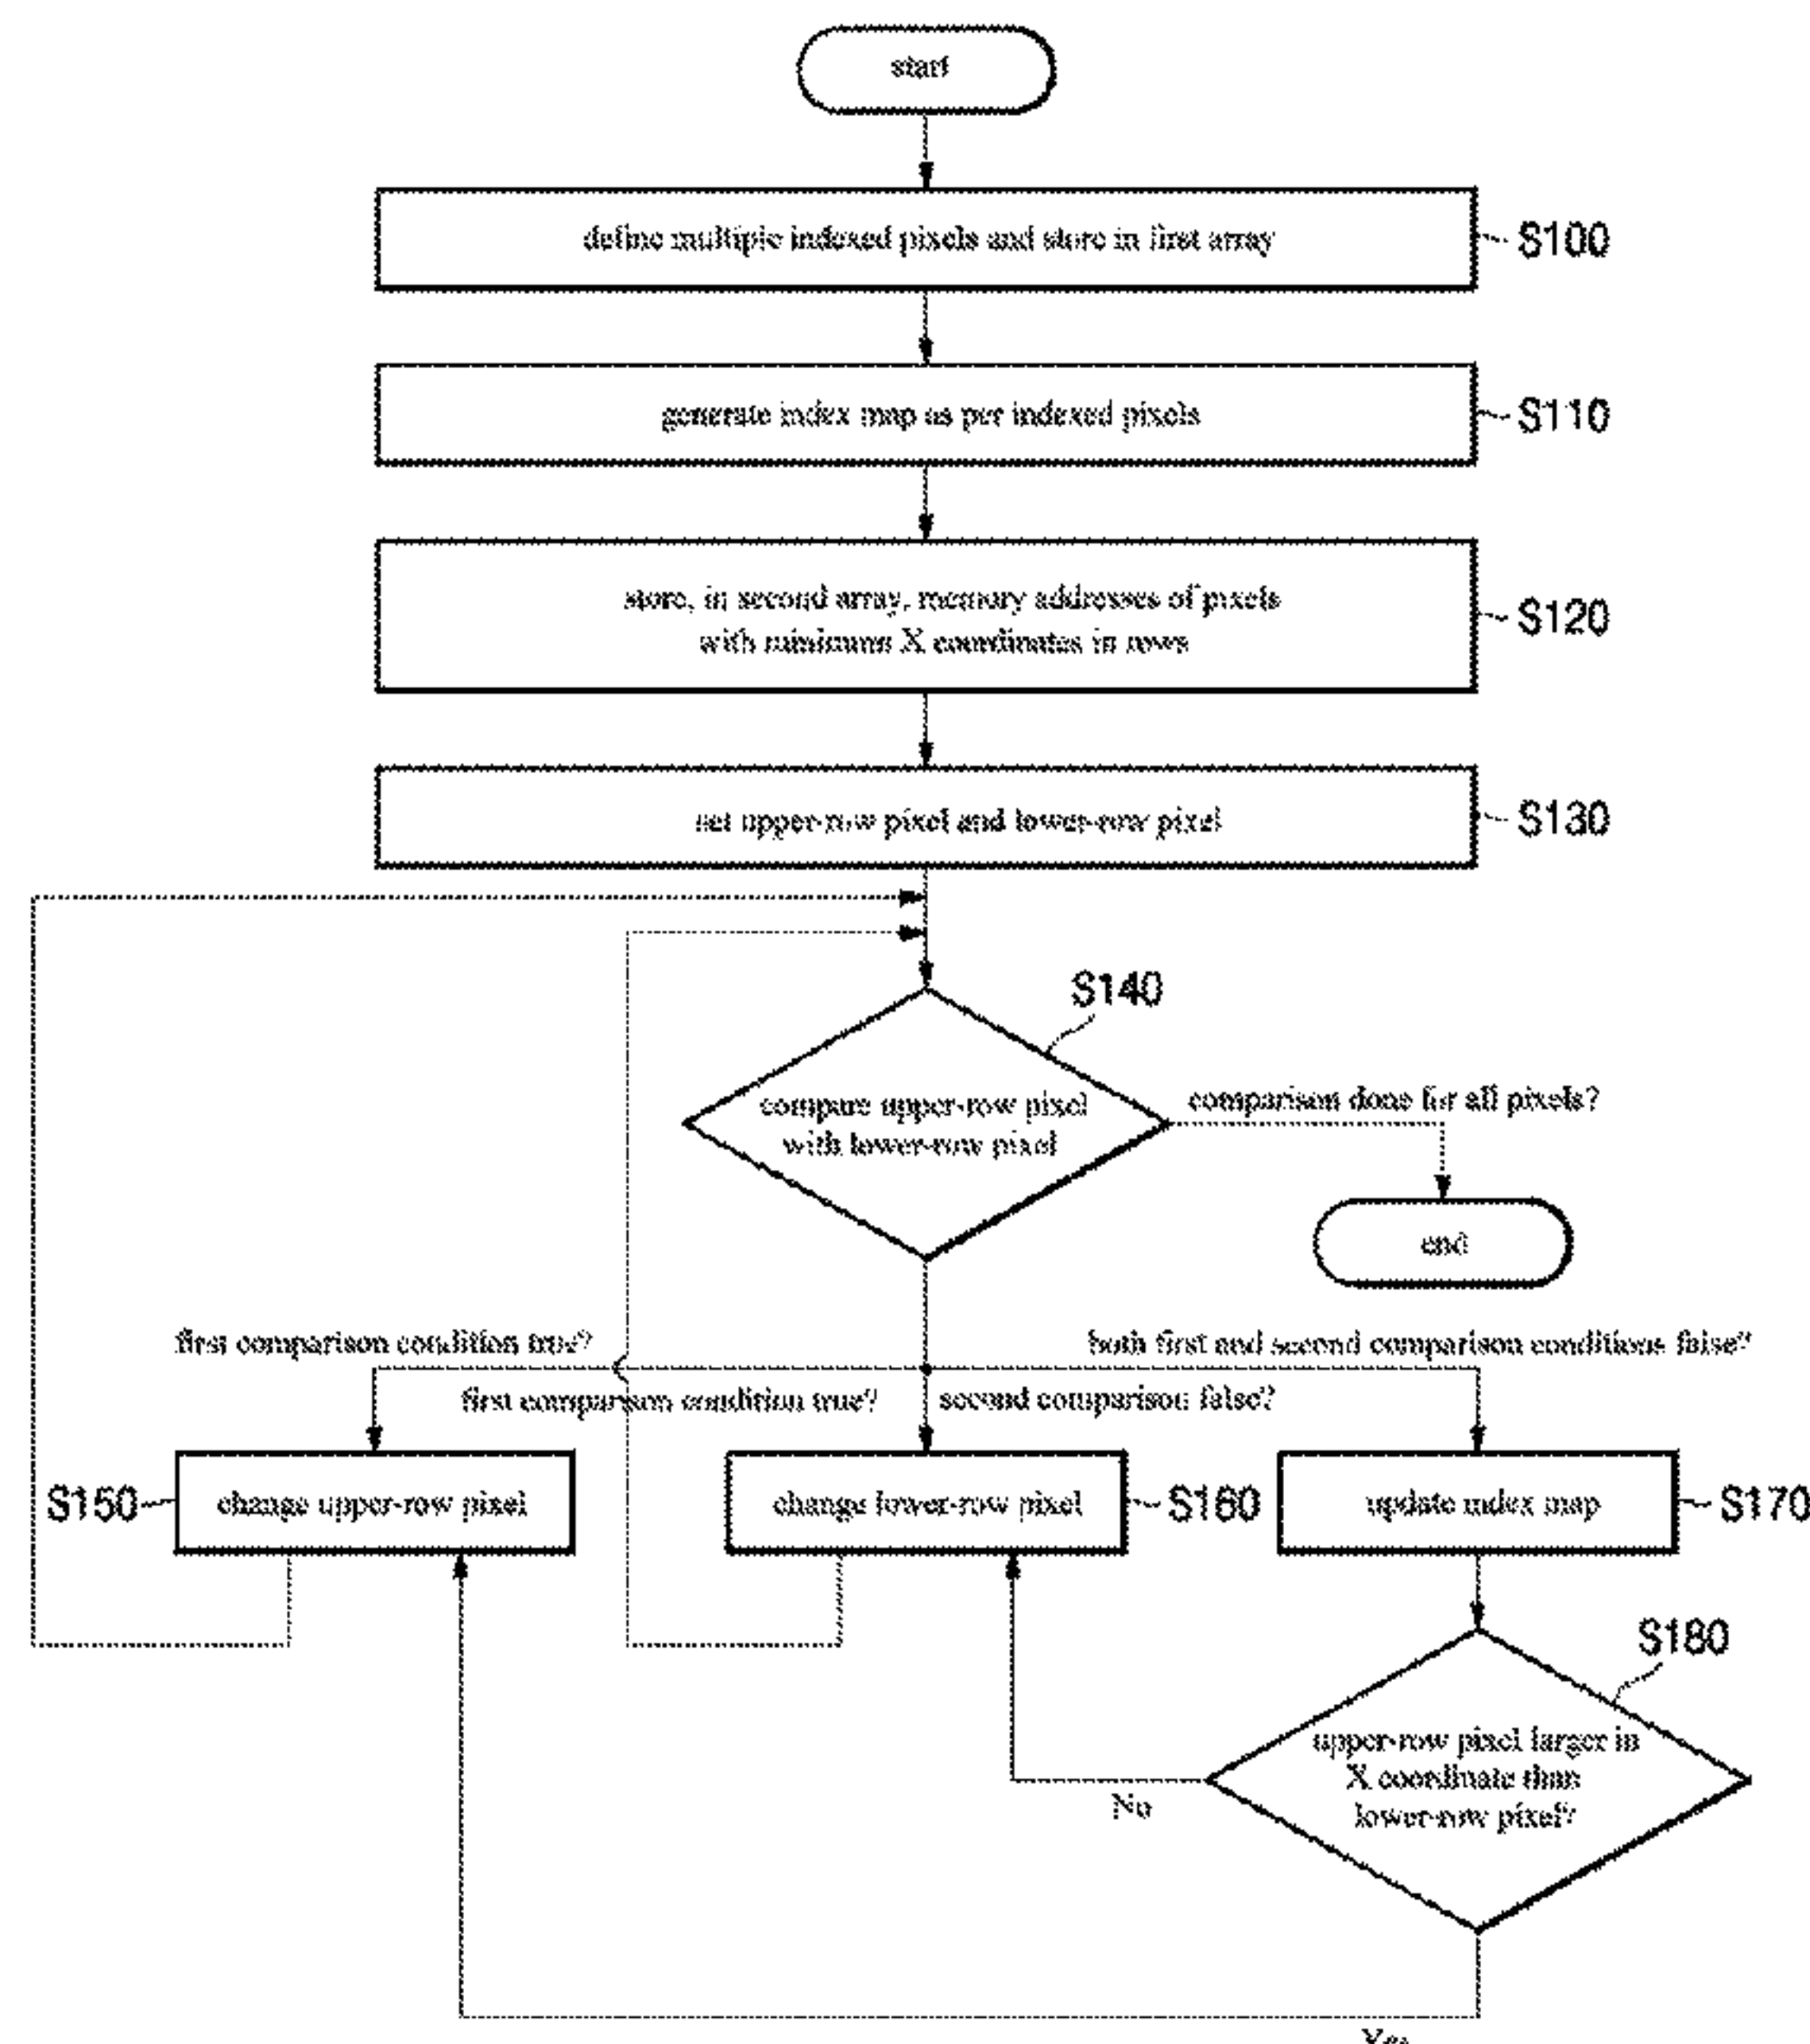 start
define multiple indexed pixels and store in first array
S100
generate index map as per indexed pixels
S110
store, in second array, memory addresses of pixels
with minimum X coordinates in rows
S120
set upper-row pixel and lower-row pixel
S130
S140
compare upper-row pixel
with lower-row pixel
comparison done for all pixels?
end
first comparison condition true?
both first and second comparison conditions false?
first comparison condition true?
second comparison false?
S150
change upper-row pixel
change lower-row pixel
S160
update index map
S170
S180
upper-row pixel larger in
X coordinate than
lower-row pixel?
No
Yes